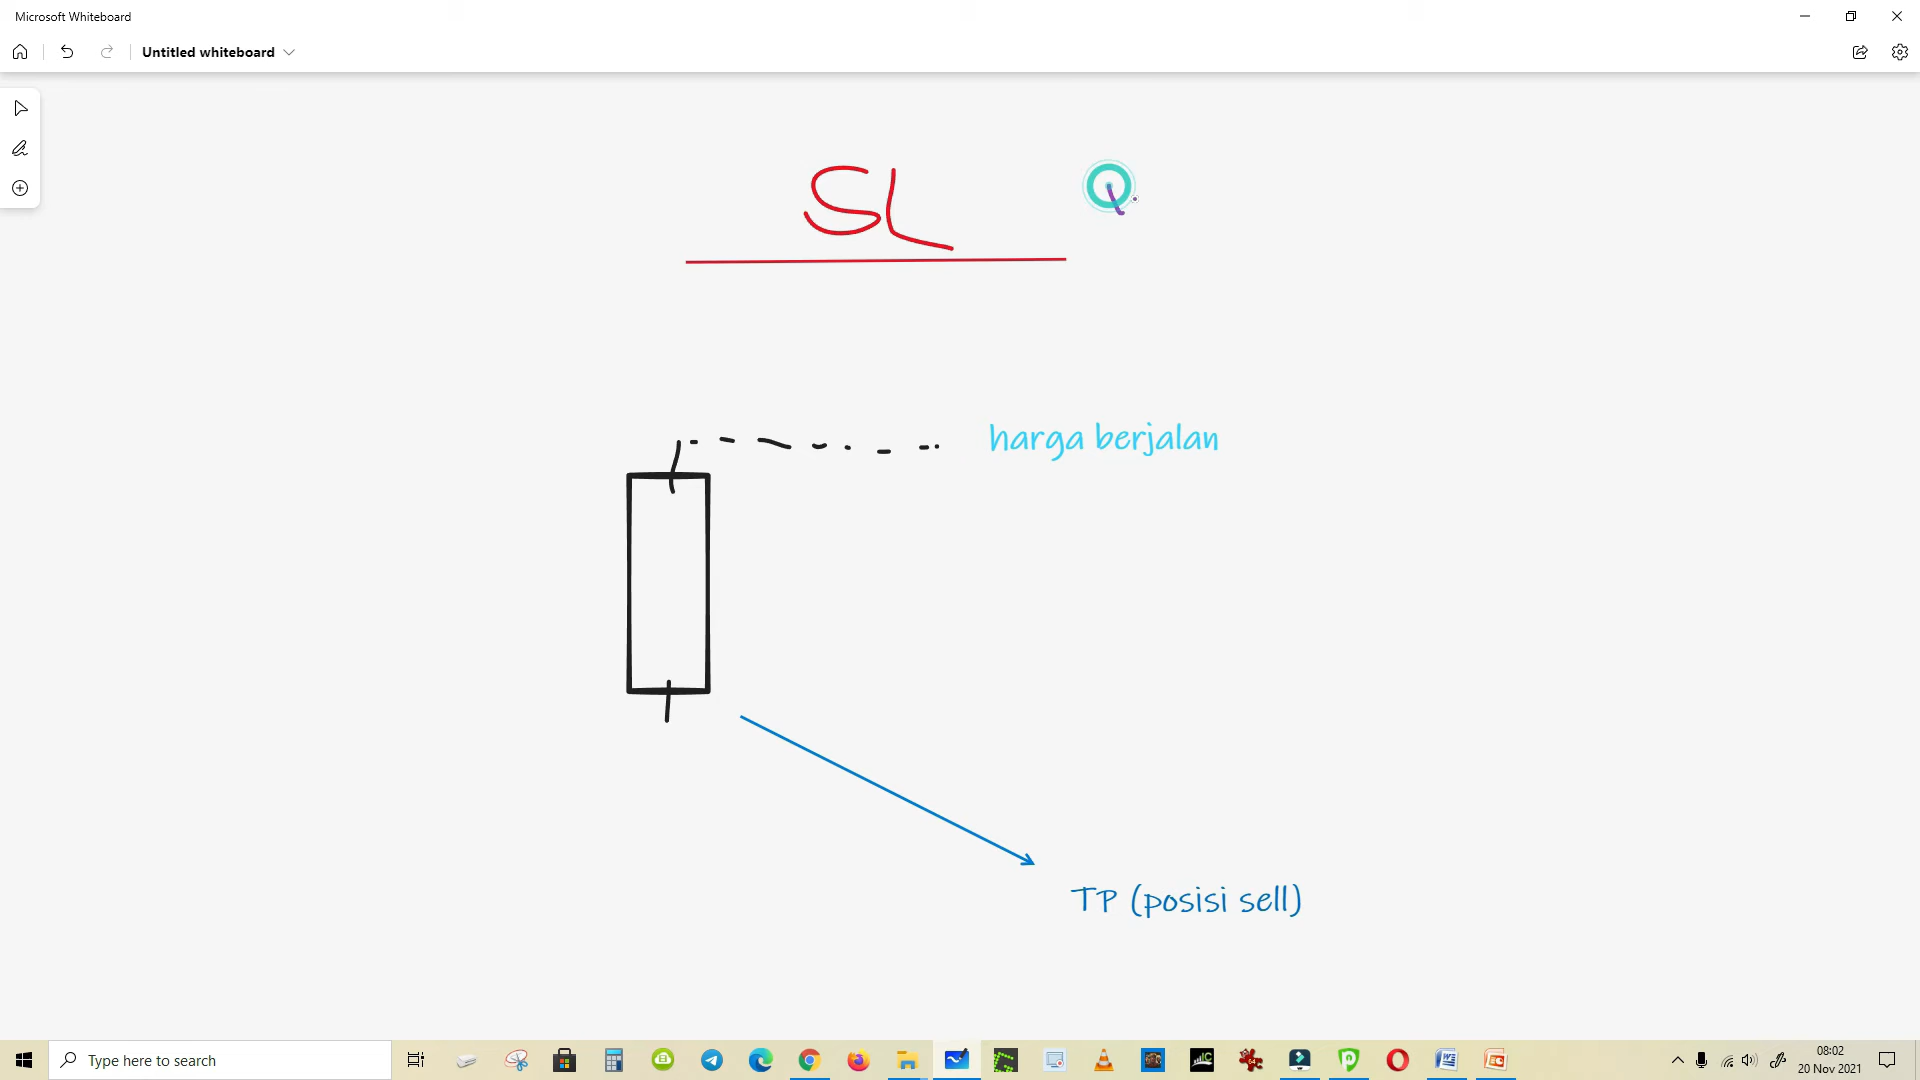 Microsoft Whiteboard
Untitled whiteboard
SL
harga berjalan
TP (posisi sell)
Type here to search
08:02
20 Nov 2021